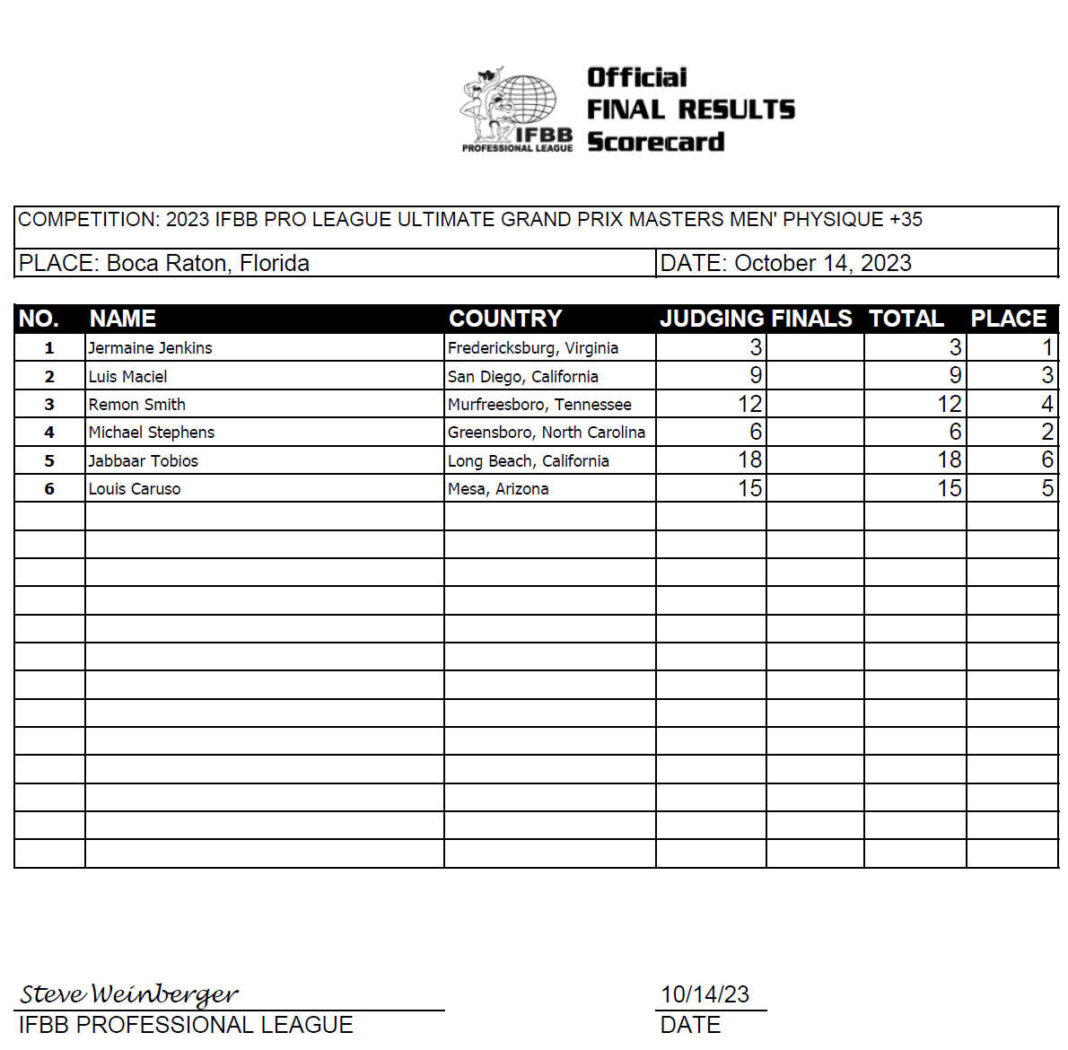 Official
FINAL RESULTS
Scorecard
IFBB
PROFESSIONAL LEAGUE
COMPETITION: 2023 IFBB PRO LEAGUE ULTIMATE GRAND PRIX MASTERS MEN' PHYSIQUE +35
PLACE: Boca Raton, Florida DATE: October 14, 2023
NO. NAME COUNTRY JUDGING FINALS TOTAL PLACE
1 Jermaine Jenkins Fredericksburg, Virginia 3 3 1
2 Luis Maciel San Diego, California 9 9 3
3 Remon Smith Murfreesboro, Tennessee 12 12 4
4 Michael Stephens Greensboro, North Carolina 6 6 2
5 Jabbaar Tobios Long Beach, California 18 18 6
6 Louis Caruso Mesa, Arizona 15 15 5
Steve Weinberger 10/14/23
IFBB PROFESSIONAL LEAGUE DATE